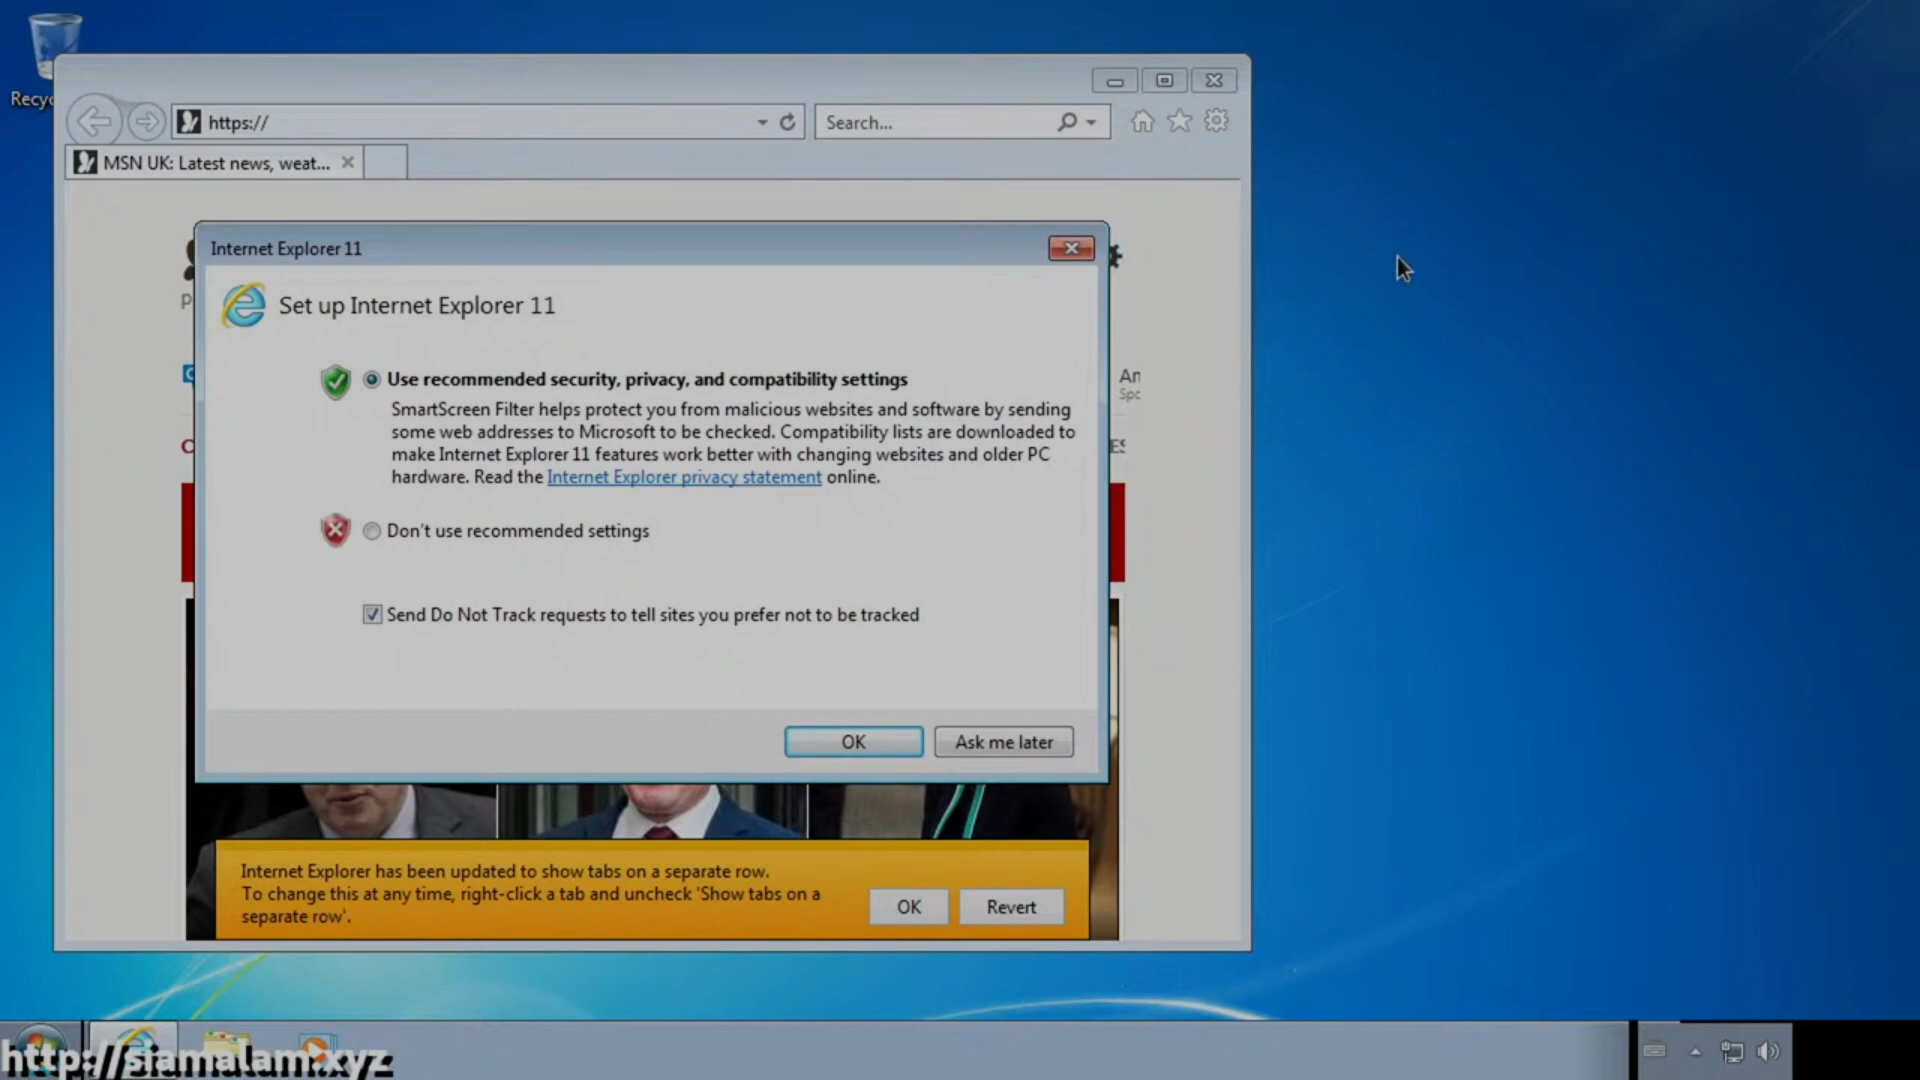 Recyc
https://
Search...
MSN UK: Latest news, weat...
Internet Explorer 11
Set up Internet Explorer 11
Use recommended security, privacy, and compatibility settings
SmartScreen Filter helps protect you from malicious websites and software by sending
some web addresses to Microsoft to be checked. Compatibility lists are downloaded to
make Internet Explorer 11 features work better with changing websites and older PC
hardware. Read the Internet Explorer privacy statement online.
Don't use recommended settings
Send Do Not Track requests to tell sites you prefer not to be tracked
OK
Ask me later
Internet Explorer has been updated to show tabs on a separate row.
To change this at any time, right-click a tab and uncheck 'Show tabs on a
separate row'.
OK
Revert
http://siamalam.xyz